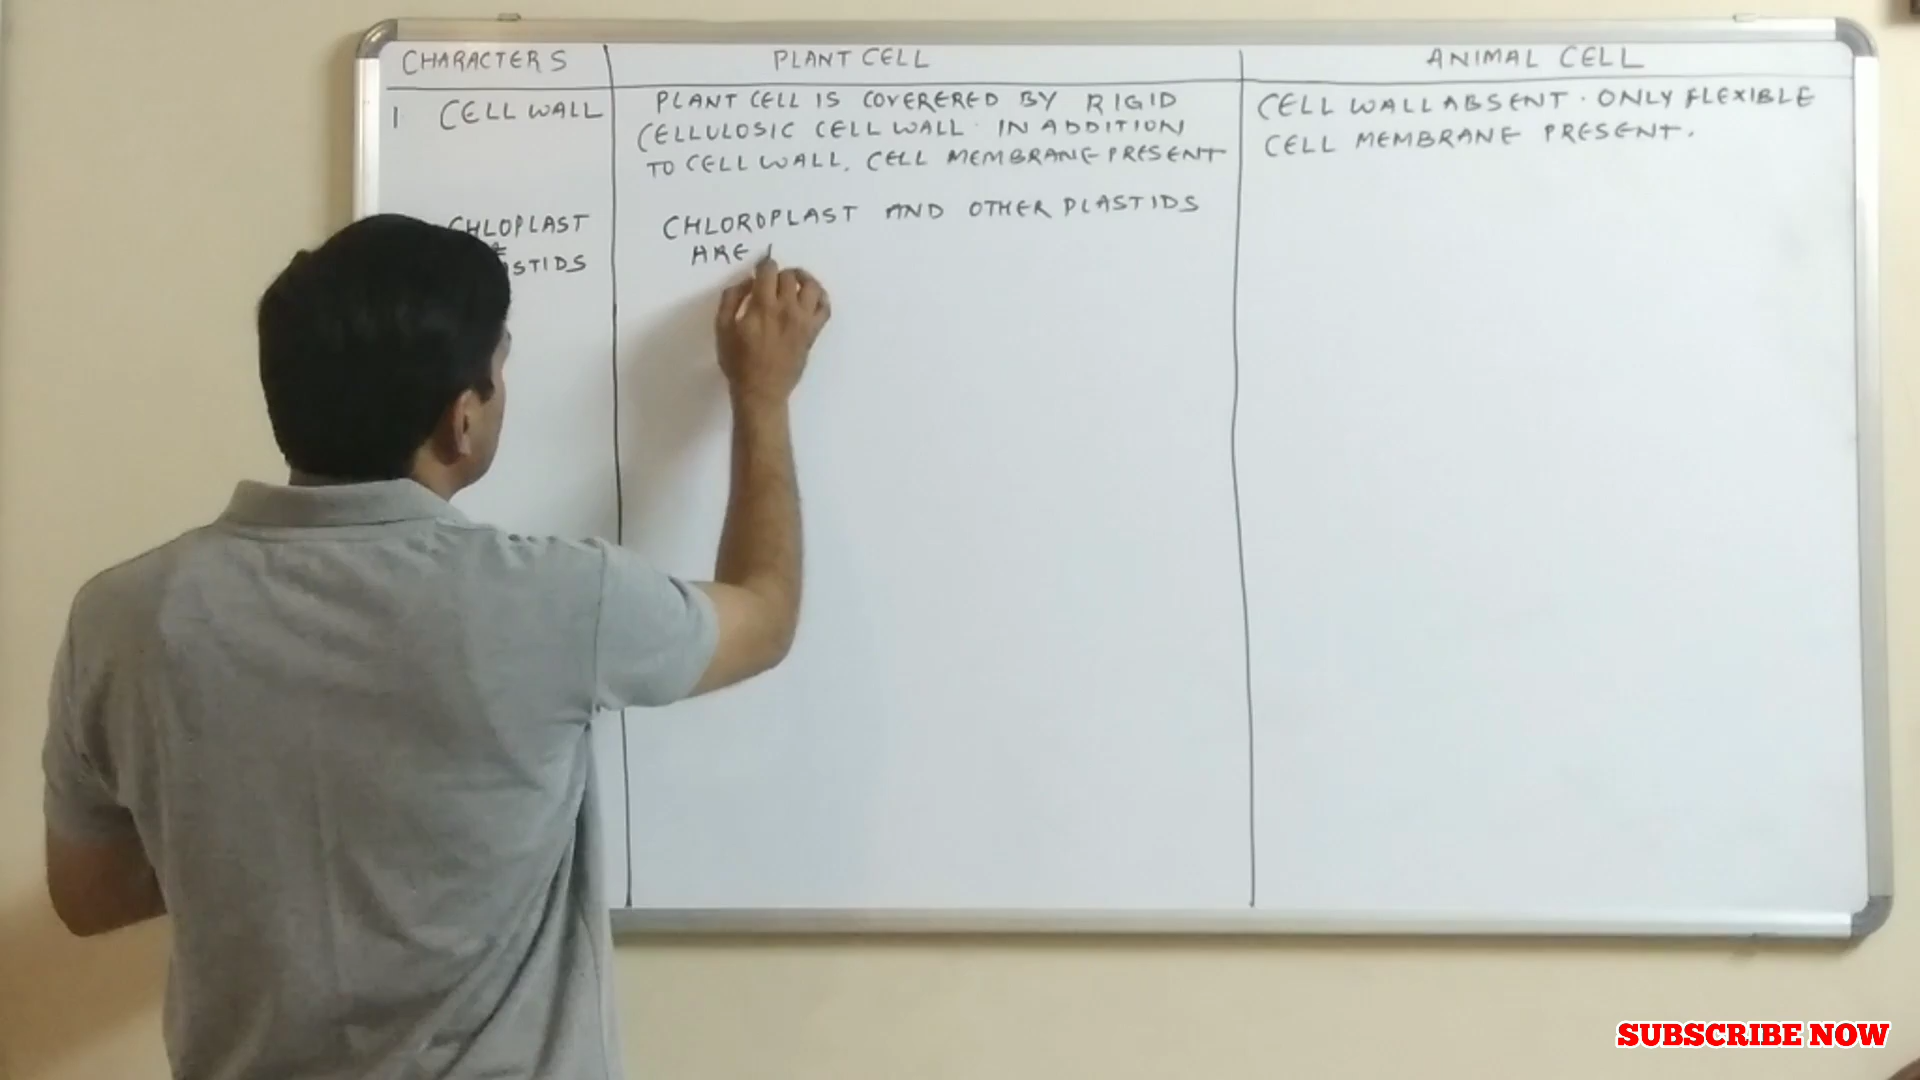 CHARACTERS PLANT CELL ANIMAL CELL
1 CELL WALL
PLANT CELL IS COVERERED BY RIGID
CELLULOSIC CELL WALL. IN ADDITION
TO CELL WALL, CELL MEMBRANE PRESENT
CELL WALL ABSENT. ONLY FLEXIBLE
CELL MEMBRANE PRESENT.
CHLOPLAST
CHLOROPLAST AND OTHER PLASTIDS
ARE
SUBSCRIBE NOW